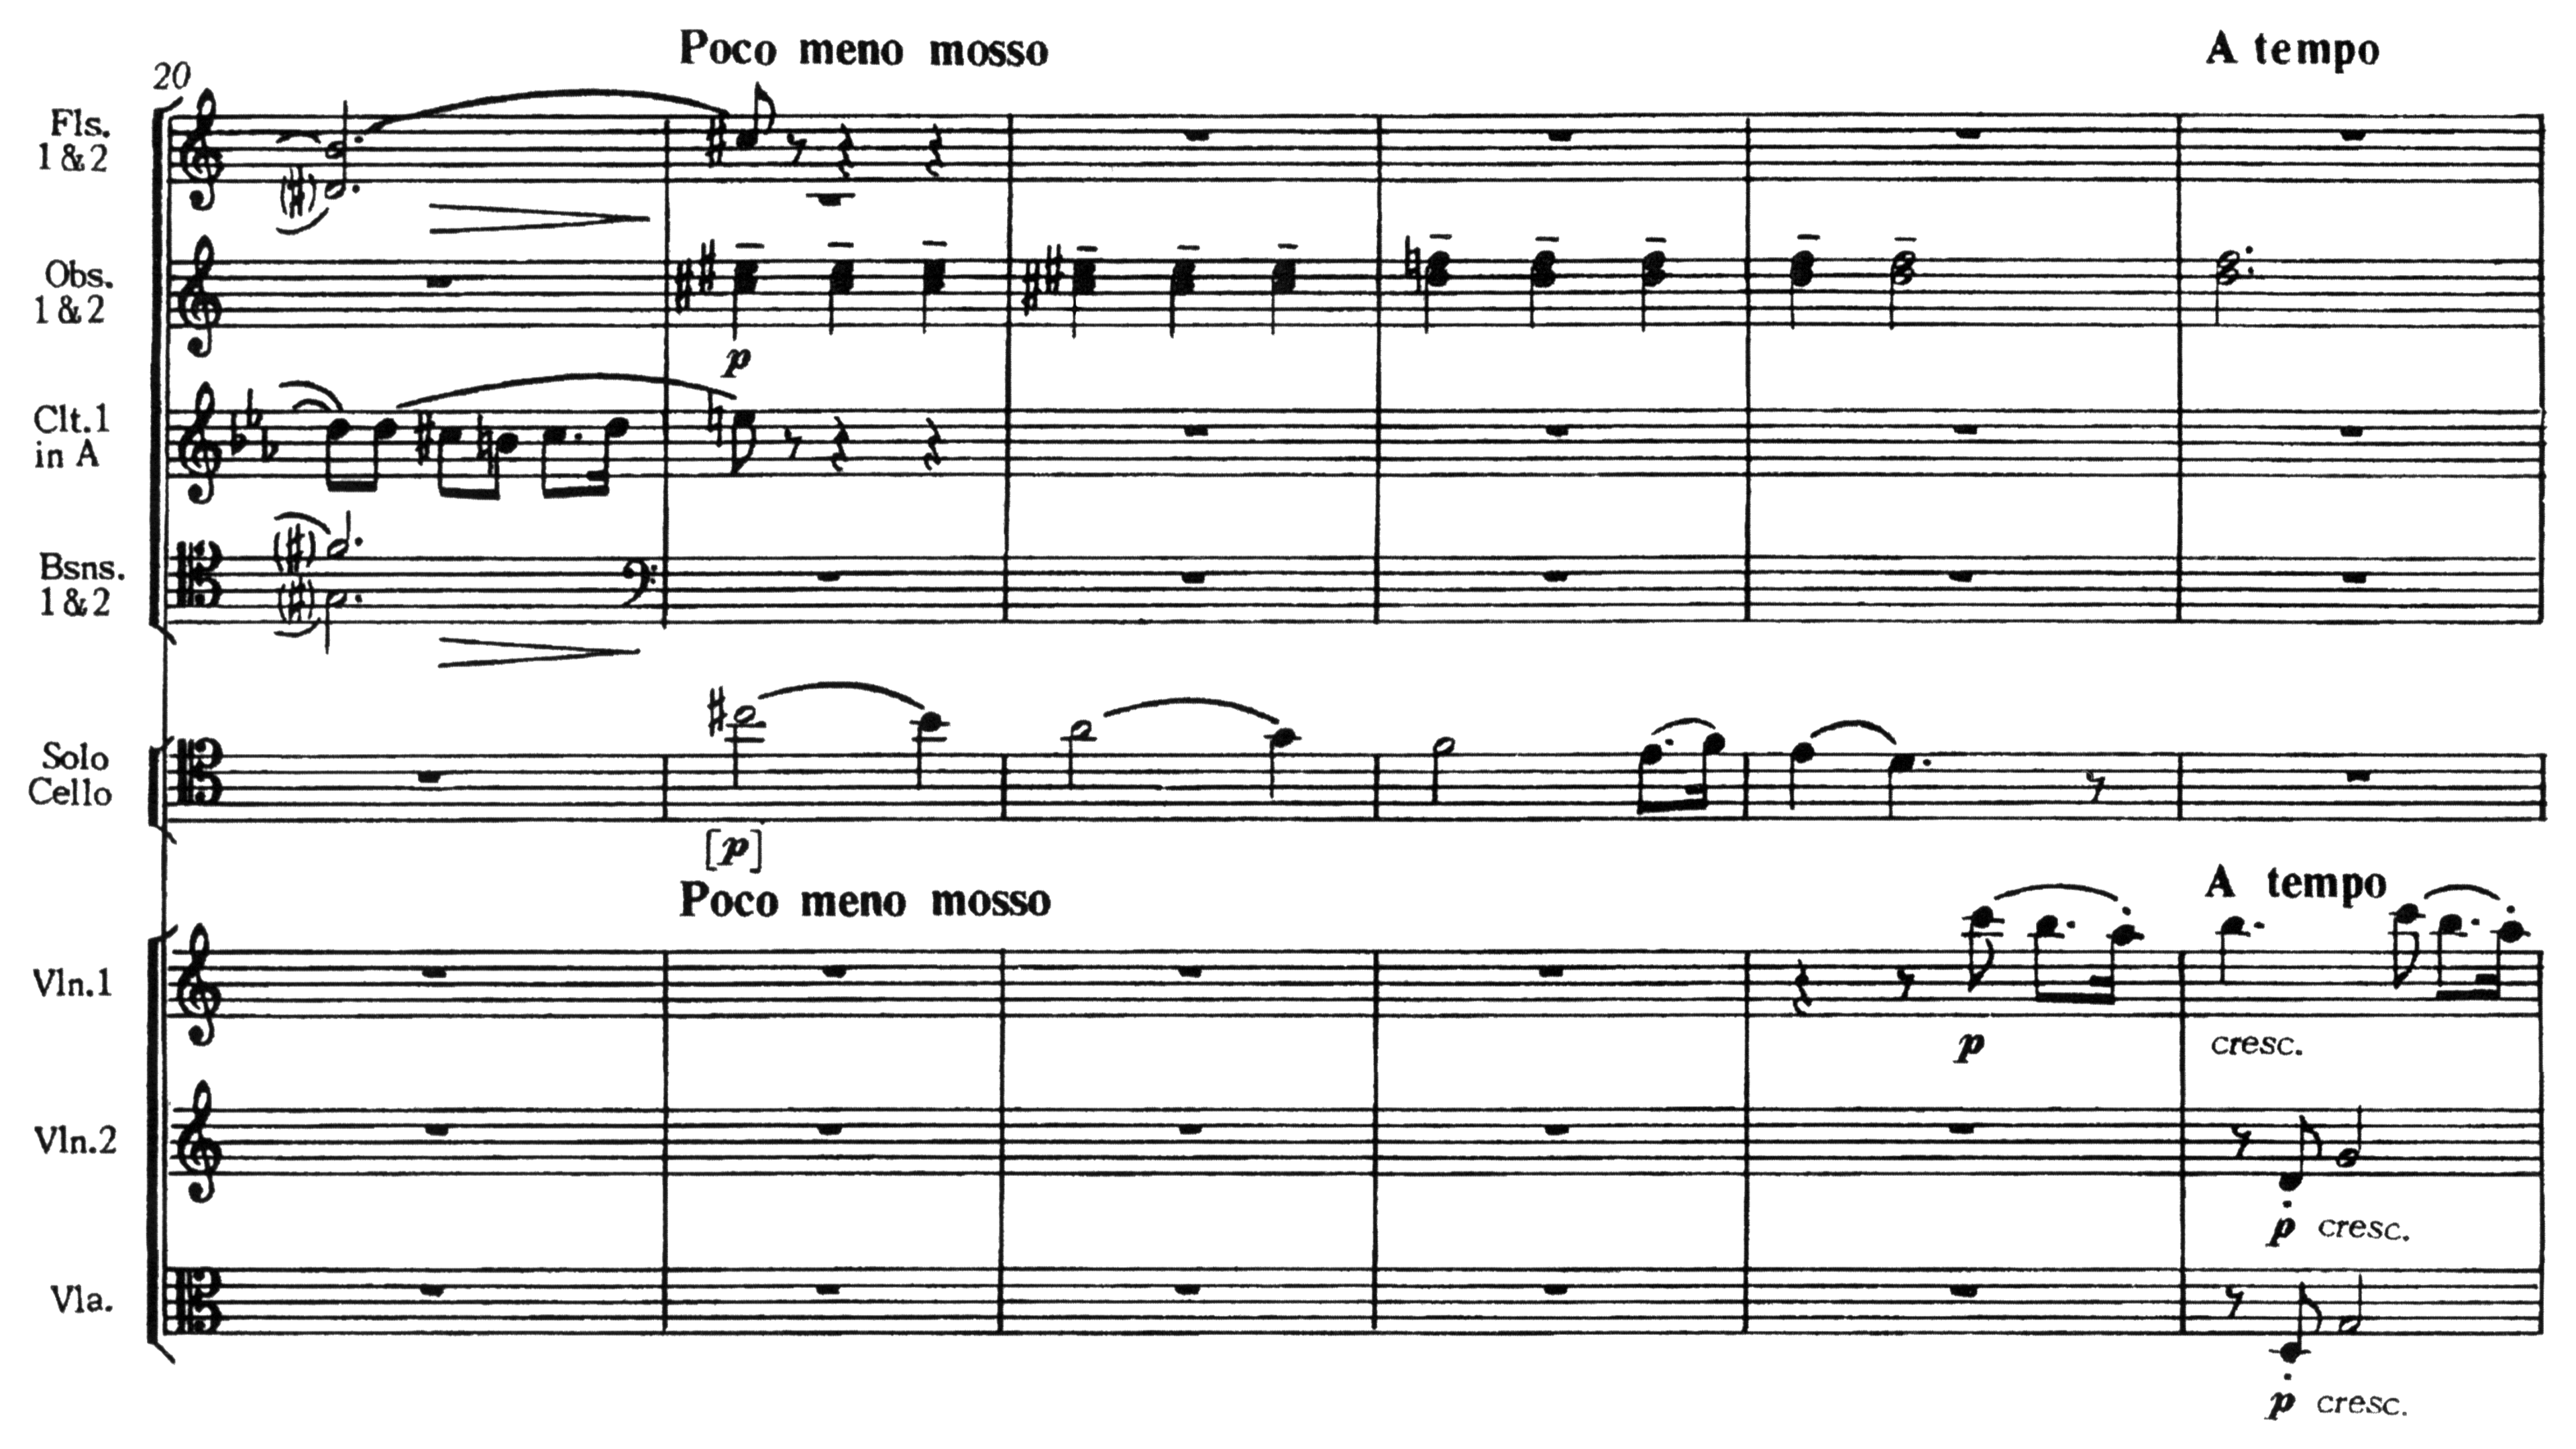 Poco meno mosso A tempo
20
Fls.
1 & 2
Obs.
1 & 2
p
Clt.1
in A
Bsns.
1 & 2
Solo
Cello
[p]
Poco meno mosso A tempo
Vln.1
p cresc.
Vln.2
p cresc.
Vla.
p cresc.